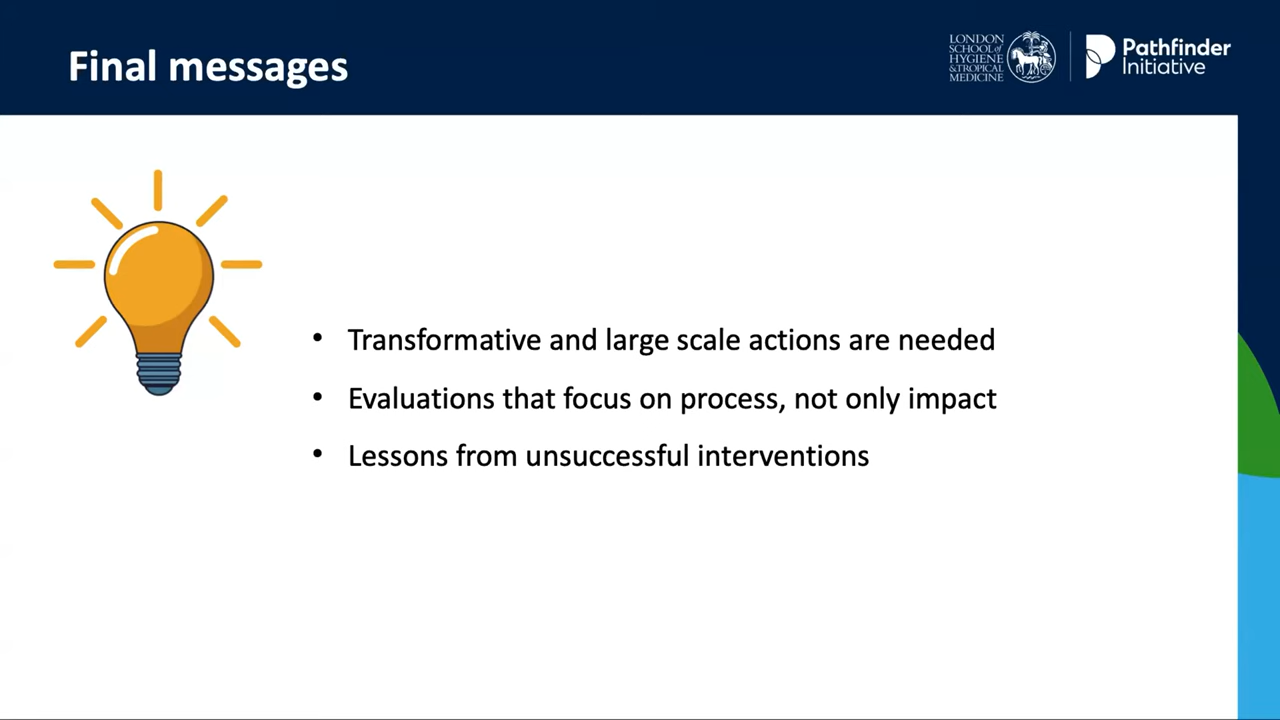 Final messages
LONDON
SCHOOL of
HYGIENE
& TROPICAL
MEDICINE
Pathfinder
Initiative
• Transformative and large scale actions are needed
• Evaluations that focus on process, not only impact
• Lessons from unsuccessful interventions